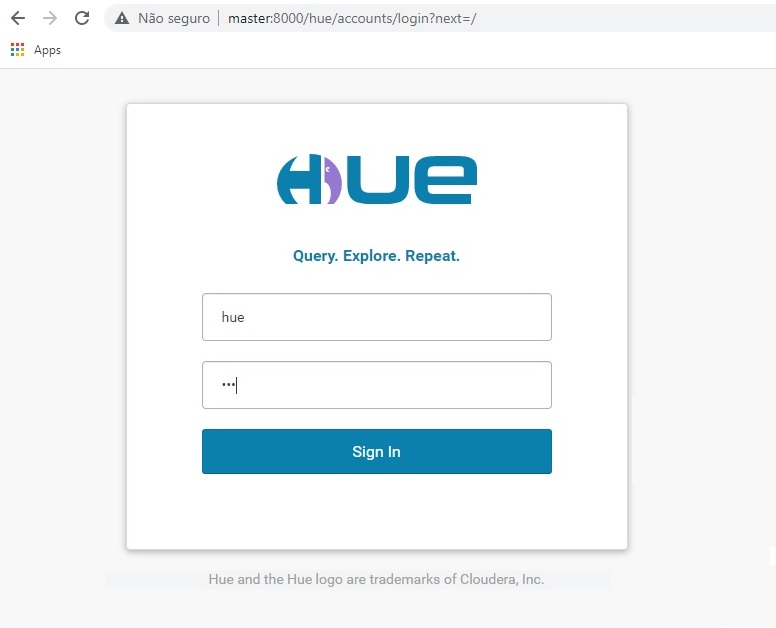 Não seguro master:8000/hue/accounts/login?next=/
Apps
HUE
Query. Explore. Repeat.
hue
•••
Sign In
Hue and the Hue logo are trademarks of Cloudera, Inc.